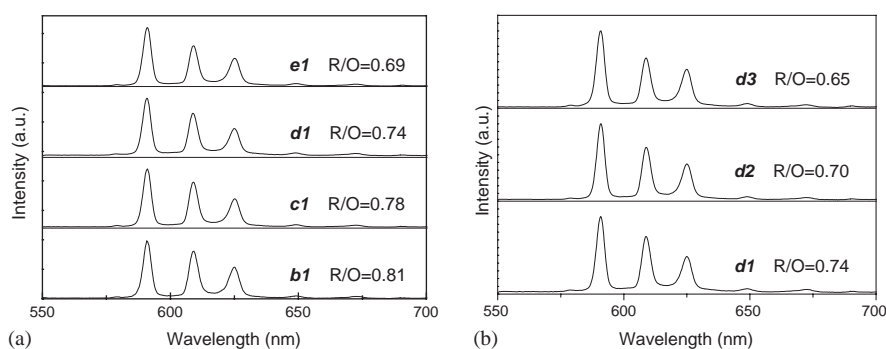 Intensity (a.u.)
e1 R/O=0.69
d1 R/O=0.74
c1 R/O=0.78
b1 R/O=0.81
550 600 650 700
Wavelength (nm)
(a)
Intensity (a.u.)
d3 R/O=0.65
d2 R/O=0.70
d1 R/O=0.74
550 600 650 700
Wavelength (nm)
(b)